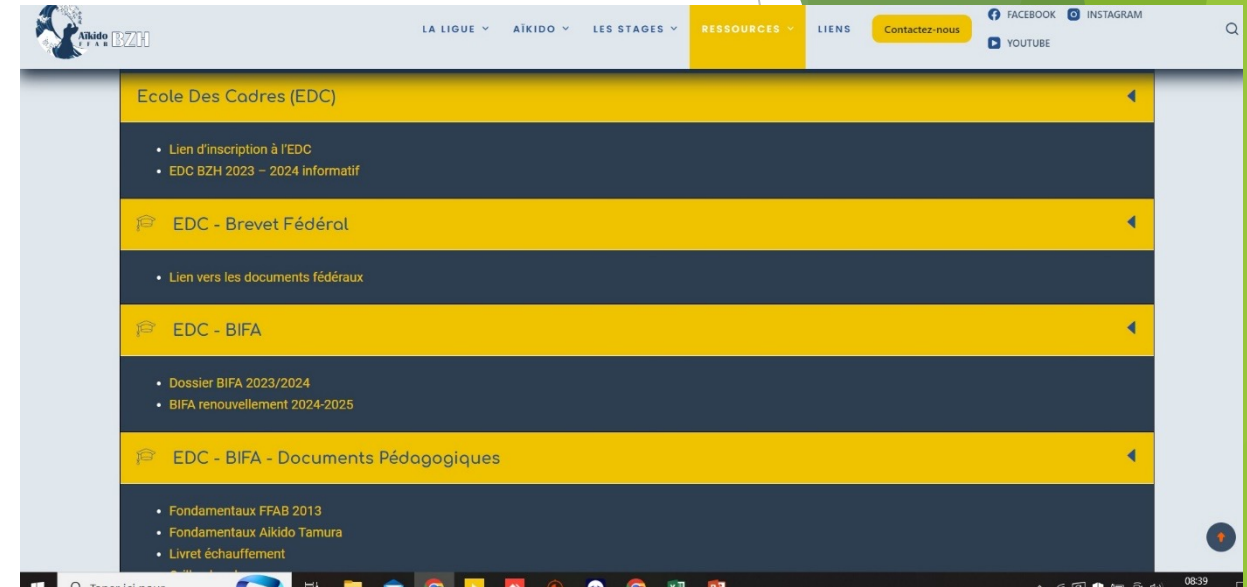 Aïkido BZH
FFAB
LA LIGUE AÏKIDO LES STAGES RESSOURCES LIENS Contactez-nous FACEBOOK INSTAGRAM
YOUTUBE
Ecole Des Cadres (EDC)
• Lien d'inscription à l'EDC
• EDC BZH 2023 – 2024 informatif
EDC - Brevet Fédéral
• Lien vers les documents fédéraux
EDC - BIFA
• Dossier BIFA 2023/2024
• BIFA renouvellement 2024-2025
EDC - BIFA - Documents Pédagogiques
• Fondamentaux FFAB 2013
• Fondamentaux Aikido Tamura
• Livret échauffement
08:39